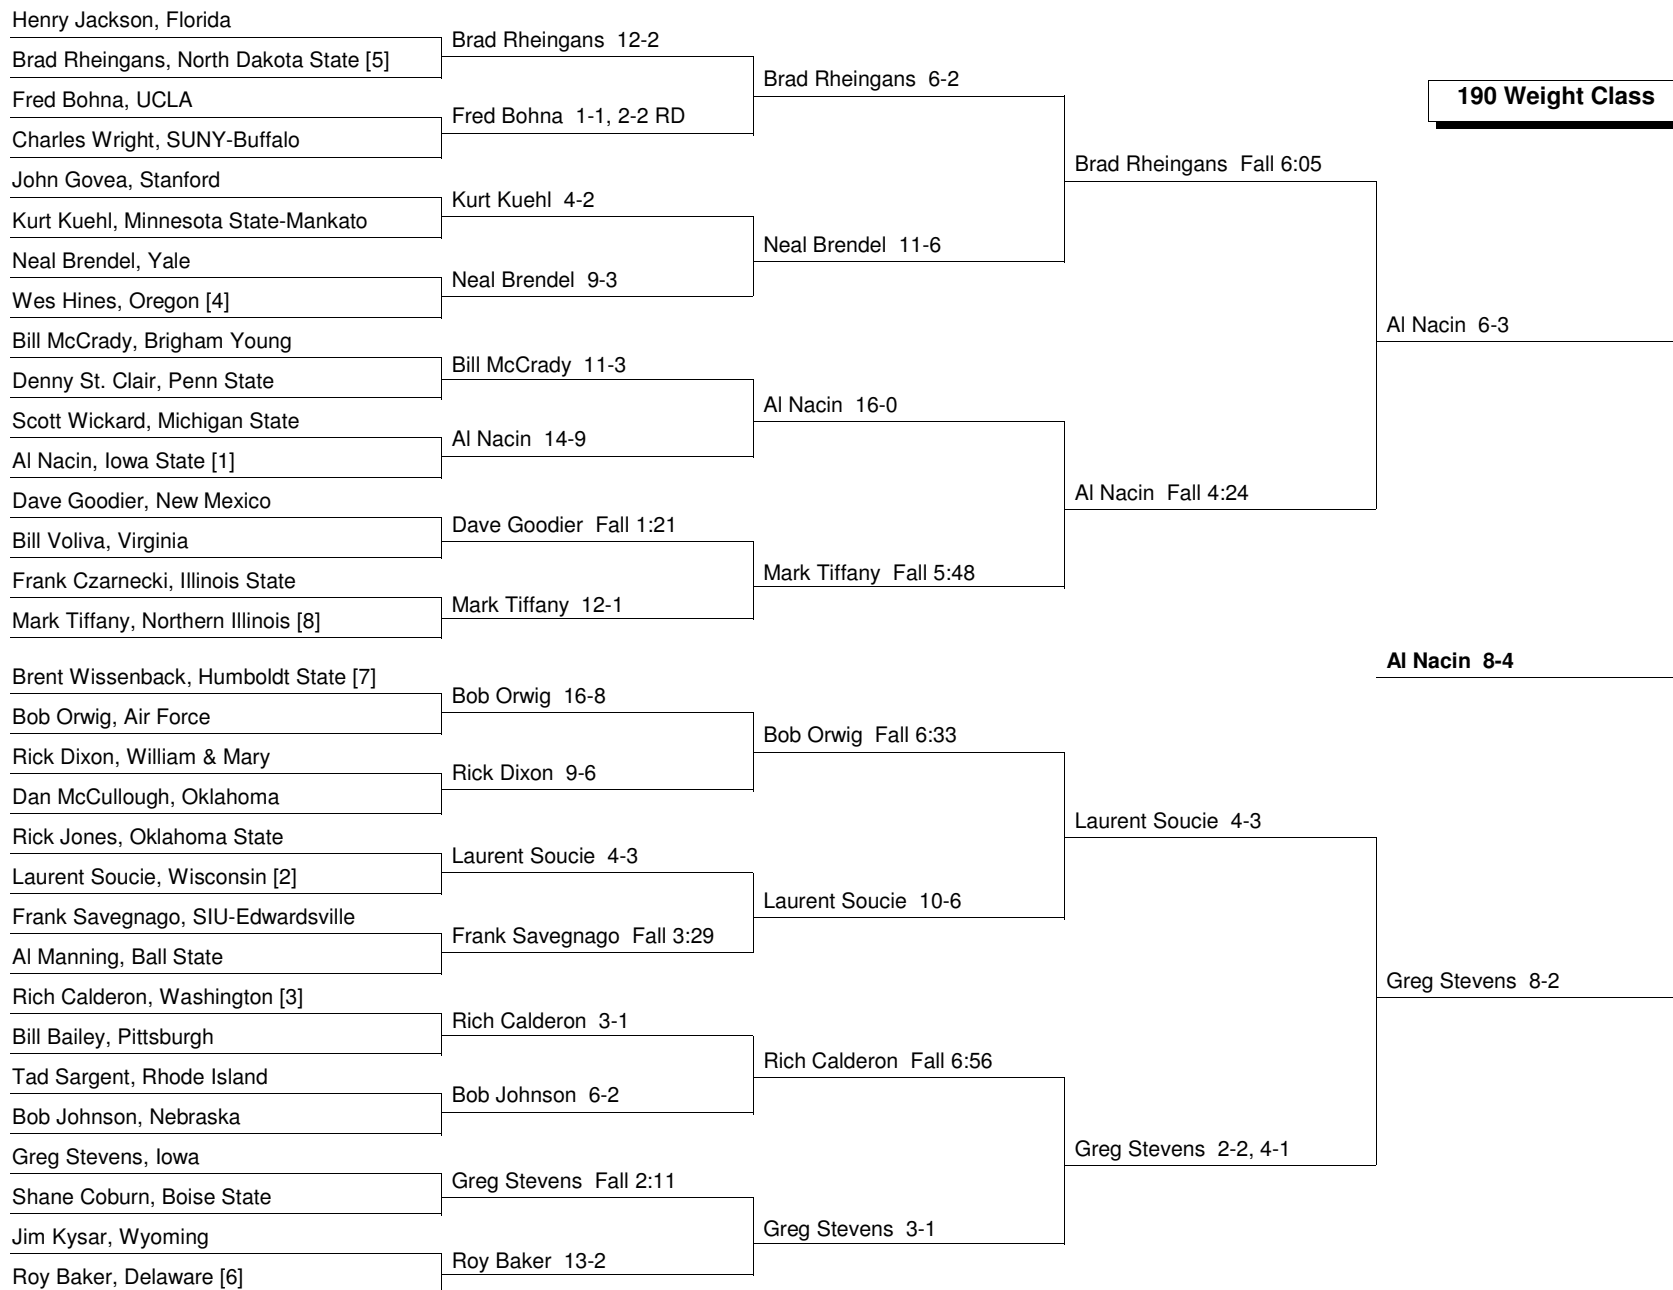 Henry Jackson, Florida
Brad Rheingans, North Dakota State [5]
Fred Bohna, UCLA
Charles Wright, SUNY-Buffalo
John Govea, Stanford
Kurt Kuehl, Minnesota State-Mankato
Neal Brendel, Yale
Wes Hines, Oregon [4]
Bill McCrady, Brigham Young
Denny St. Clair, Penn State
Scott Wickard, Michigan State
Al Nacin, Iowa State [1]
Dave Goodier, New Mexico
Bill Voliva, Virginia
Frank Czarnecki, Illinois State
Mark Tiffany, Northern Illinois [8]
Brent Wissenback, Humboldt State [7]
Bob Orwig, Air Force
Rick Dixon, William & Mary
Dan McCullough, Oklahoma
Rick Jones, Oklahoma State
Laurent Soucie, Wisconsin [2]
Frank Savegnago, SIU-Edwardsville
Al Manning, Ball State
Rich Calderon, Washington [3]
Bill Bailey, Pittsburgh
Tad Sargent, Rhode Island
Bob Johnson, Nebraska
Greg Stevens, Iowa
Shane Coburn, Boise State
Jim Kysar, Wyoming
Roy Baker, Delaware [6]
Brad Rheingans 12-2
Fred Bohna 1-1, 2-2 RD
Kurt Kuehl 4-2
Neal Brendel 9-3
Bill McCrady 11-3
Al Nacin 14-9
Dave Goodier Fall 1:21
Mark Tiffany 12-1
Bob Orwig 16-8
Rick Dixon 9-6
Laurent Soucie 4-3
Frank Savegnago Fall 3:29
Rich Calderon 3-1
Bob Johnson 6-2
Greg Stevens Fall 2:11
Roy Baker 13-2
Brad Rheingans 6-2
Neal Brendel 11-6
Al Nacin 16-0
Mark Tiffany Fall 5:48
Bob Orwig Fall 6:33
Laurent Soucie 10-6
Rich Calderon Fall 6:56
Greg Stevens 3-1
Brad Rheingans Fall 6:05
Al Nacin Fall 4:24
Laurent Soucie 4-3
Greg Stevens 2-2, 4-1
190 Weight Class
Al Nacin 6-3
Al Nacin 8-4
Greg Stevens 8-2